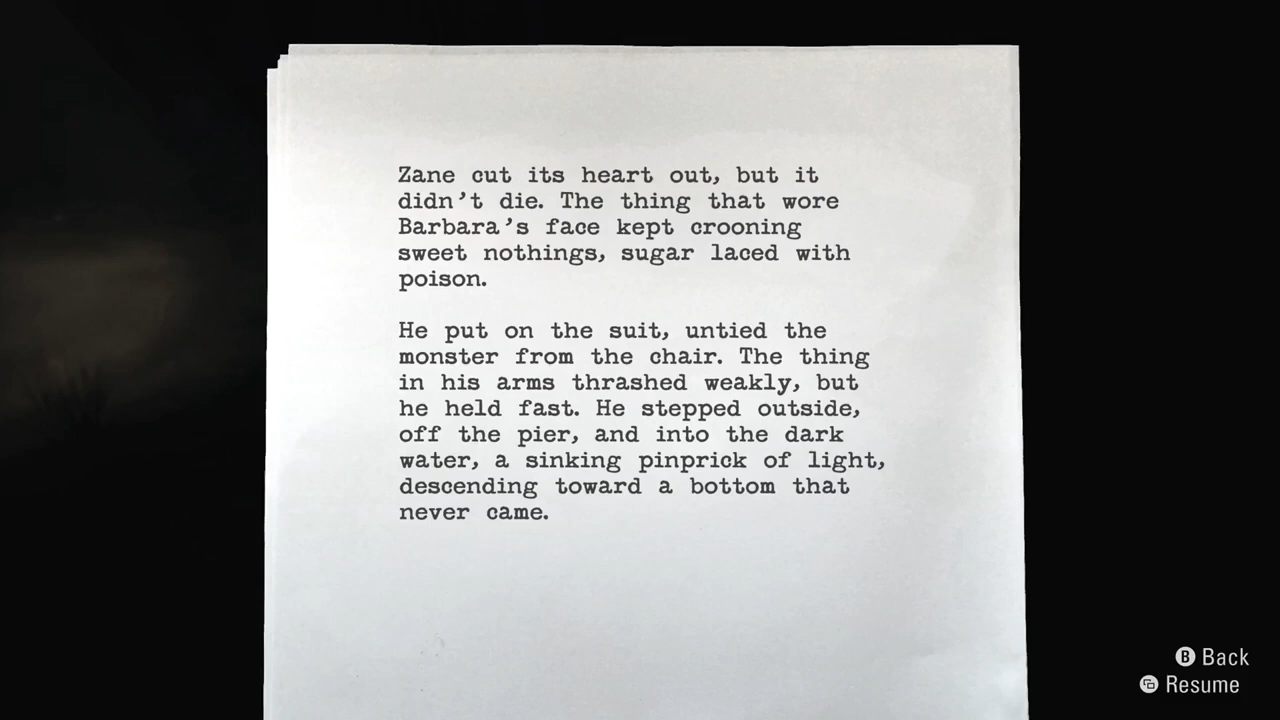 Zane cut its heart out, but it
didn't die. The thing that wore
Barbara's face kept crooning
sweet nothings, sugar laced with
poison.
He put on the suit, untied the
monster from the chair. The thing
in his arms thrashed weakly, but
he held fast. He stepped outside,
off the pier, and into the dark
water, a sinking pinprick of light,
descending toward a bottom that
never came.
B Back
Resume